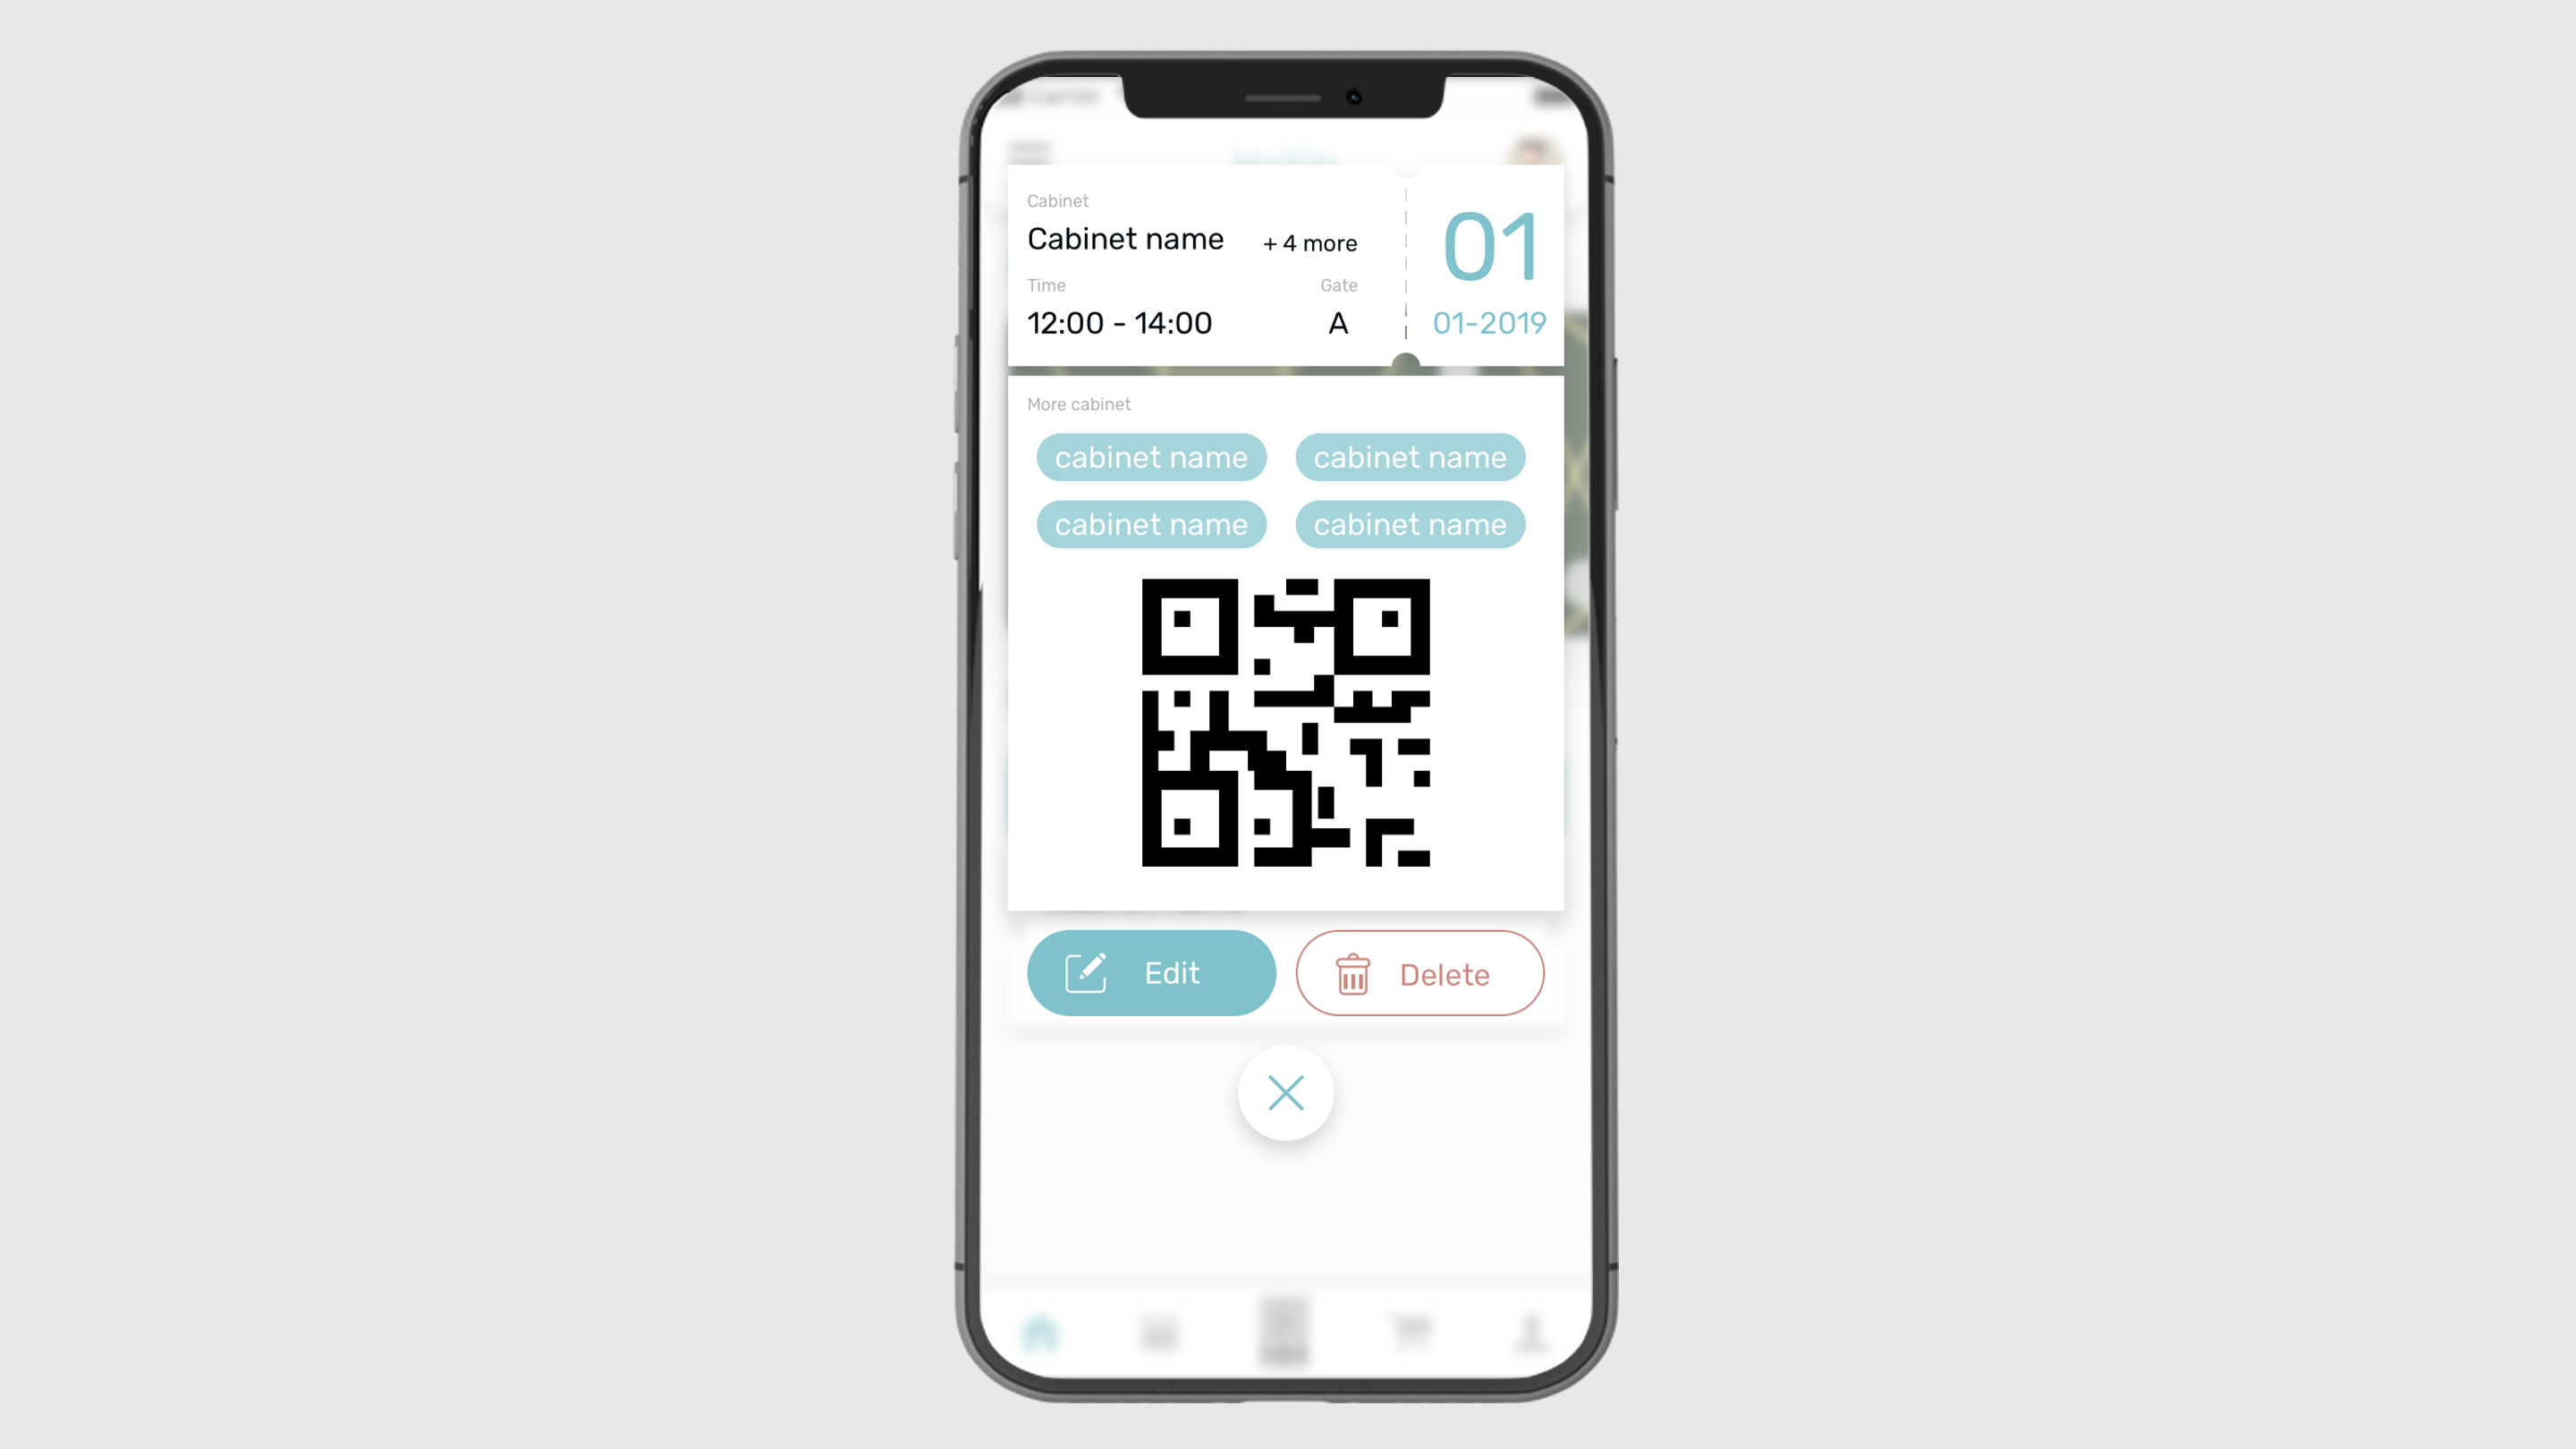 Cabinet
Cabinet name + 4 more
Time Gate
12:00 - 14:00 A
01
01-2019
More cabinet
cabinet name cabinet name
cabinet name cabinet name
Edit Delete